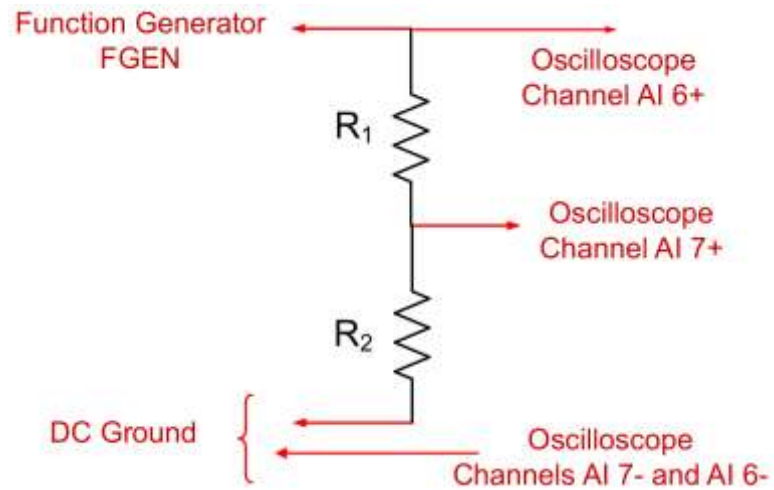 Function Generator
FGEN
Oscilloscope
Channel AI 6+
R₁
Oscilloscope
Channel AI 7+
R₂
DC Ground
Oscilloscope
Channels AI 7- and AI 6-